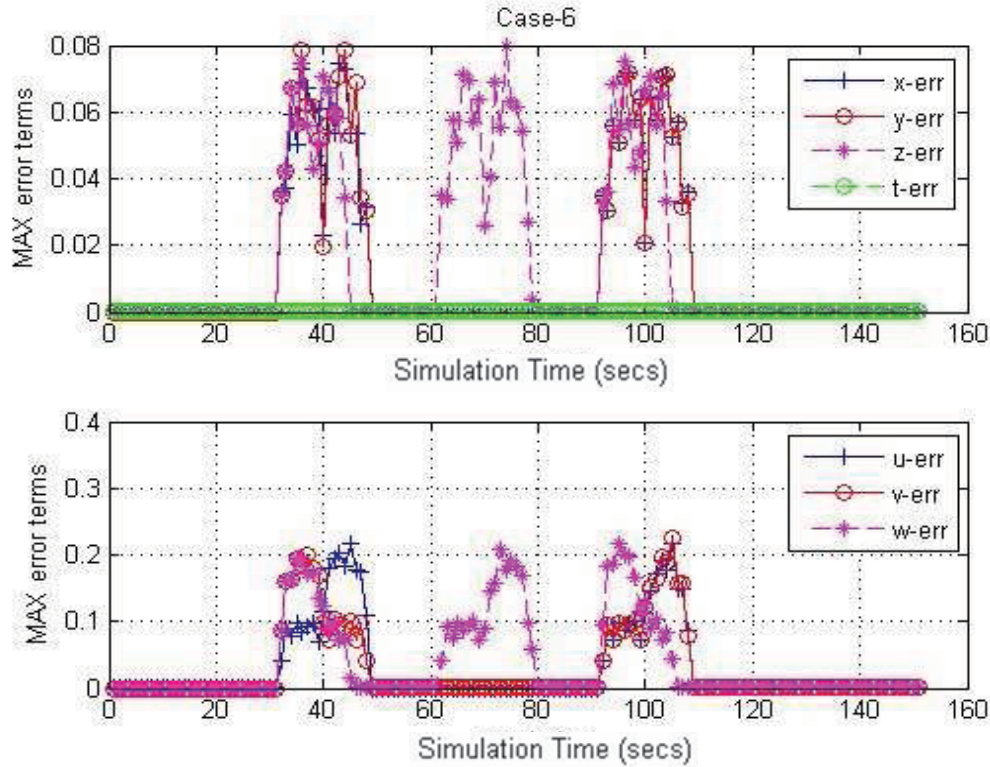 Case-6
0.08
0.06
0.04
0.02
0
MAX error terms
x-err
y-err
z-err
t-err
0 20 40 60 80 100 120 140 160
Simulation Time (secs)
0.4
0.3
0.2
0.1
0
MAX error terms
u-err
v-err
w-err
0 20 40 60 80 100 120 140 160
Simulation Time (secs)